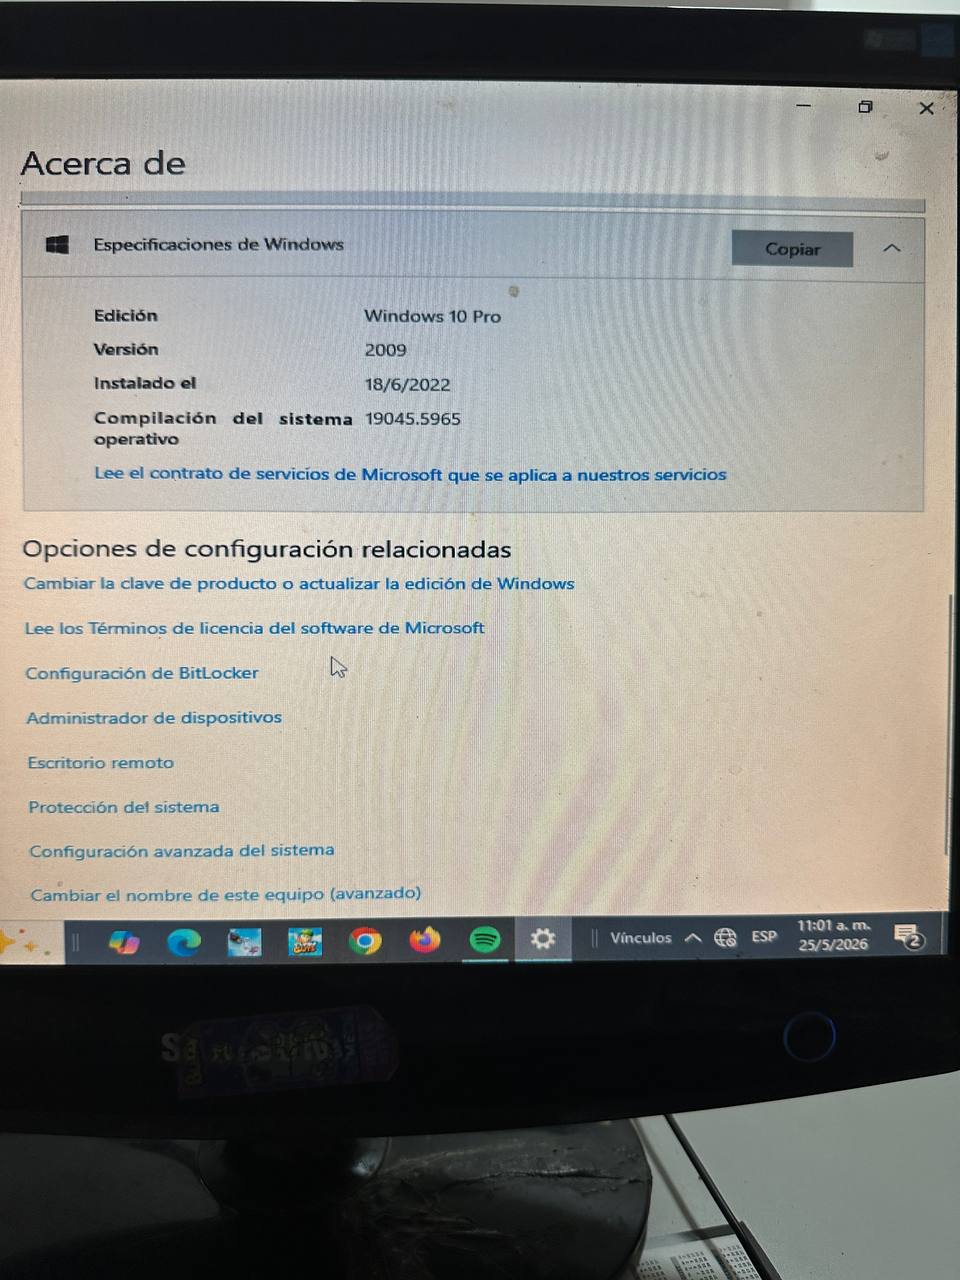 Acerca de
Especificaciones de Windows
Copiar
Edición Windows 10 Pro
Versión 2009
Instalado el 18/6/2022
Compilación del sistema 19045.5965
operativo
Lee el contrato de servicios de Microsoft que se aplica a nuestros servicios
Opciones de configuración relacionadas
Cambiar la clave de producto o actualizar la edición de Windows
Lee los Términos de licencia del software de Microsoft
Configuración de BitLocker
Administrador de dispositivos
Escritorio remoto
Protección del sistema
Configuración avanzada del sistema
Cambiar el nombre de este equipo (avanzado)
Vínculos ESP 11:01 a. m.
25/5/2026
2